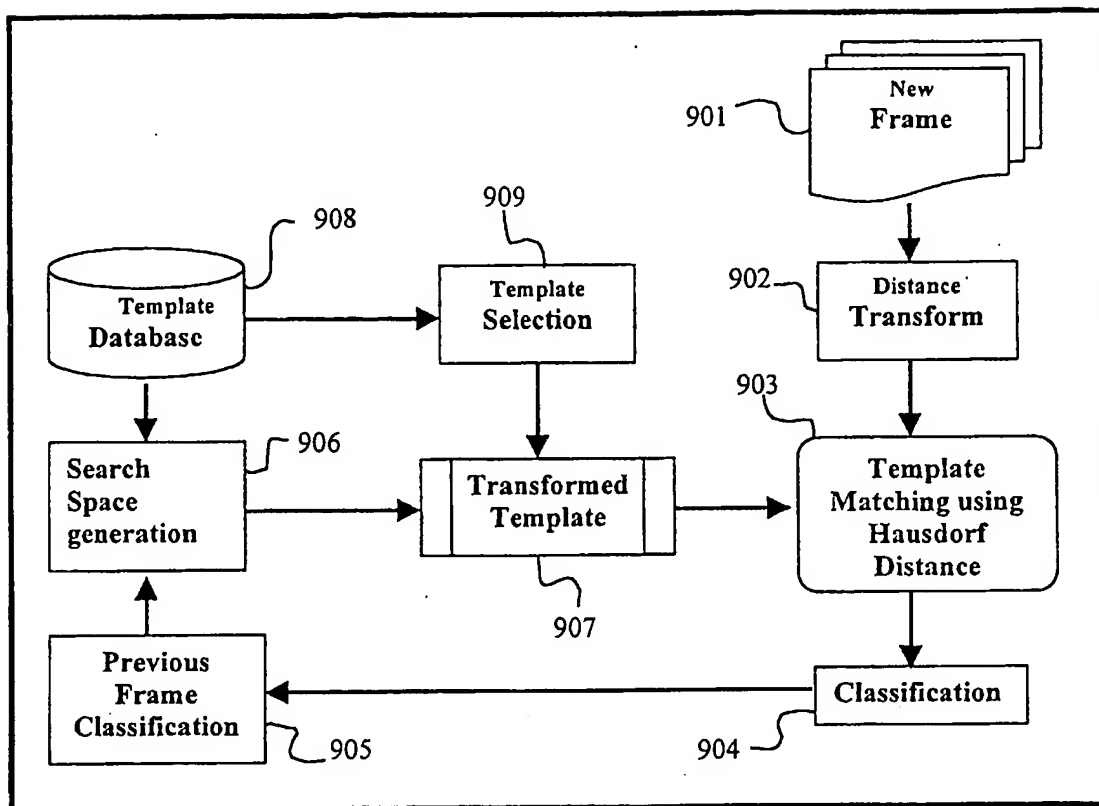 New
Frame
901
909
908
Template
Database
Template
Selection
902
Distance
Transform
903
906
Search
Space
generation
Transformed
Template
Template
Matching using
Hausdorf
Distance
907
Previous
Frame
Classification
905
Classification
904